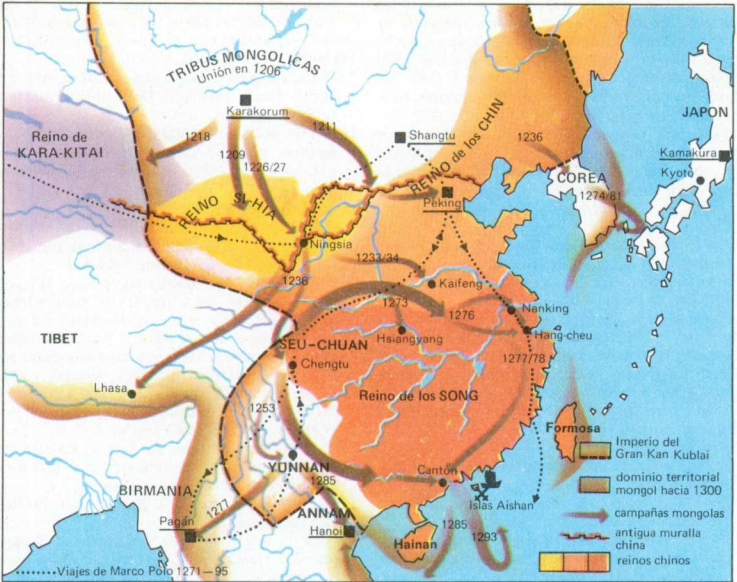 TRIBUS MONGOLICAS
Unión en 1206
Karakorum
1218
1209
1226/27
1211
Shangtu
REINO de los CHIN
1236
JAPON
Kamakura
Kyoto
COREA
1274/81
Reino de
KARA-KITAI
REINO SI-HIA
Peking
Ningsia
1233/34
1236
Kaifeng
1273
1276
Nanking
Hsiangyang
Hang-cheu
1277/78
TIBET
SEU-CHUAN
Chengtu
Lhasa
Reino de los SONG
1253
Formosa
YÜNNAN
Cantón
BIRMANIA
1277
1285
Pagán
ANNAM
Hanoi
Islas Aishan
1285
1293
Hainan
Imperio del
Gran Kan Kublai
dominio territorial
mongol hacia 1300
campañas mongolas
antigua muralla
china
reinos chinos
Viajes de Marco Polo 1271—95